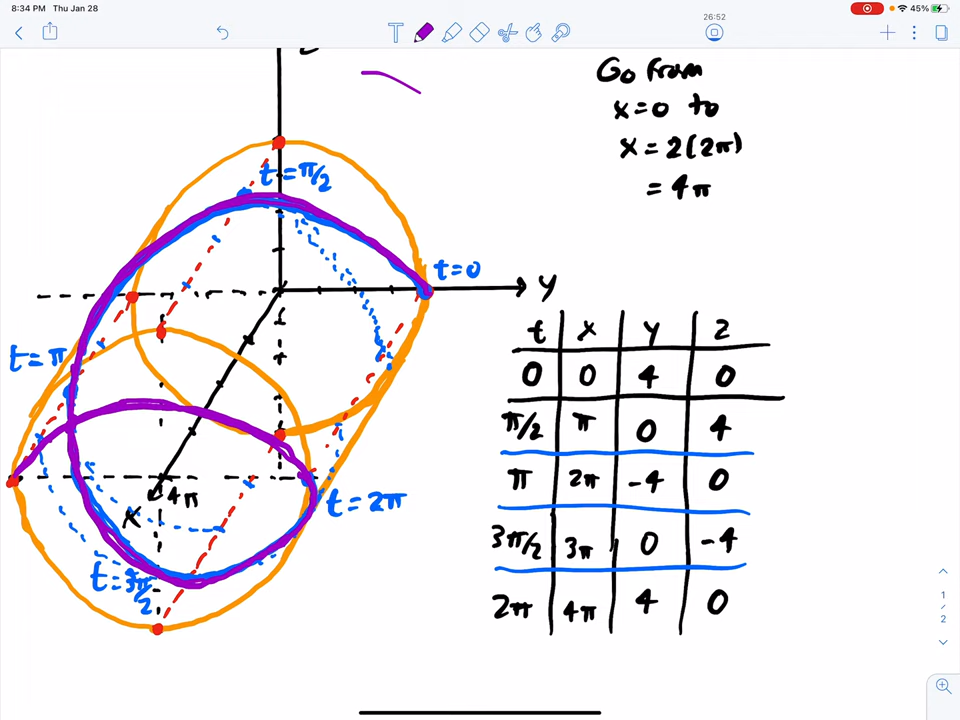 8:34 PM Thu Jan 28
45%
26:52
Go from
x=0 to
x=2(2π)
=4π
t=π/2
t=0
Y
t=π
4π
X
t=2π
t=3π/2
t X Y Z
0 0 4 0
π/2 π 0 4
π 2π -4 0
3π/2 3π 0 -4
2π 4π 4 0
1
/
2